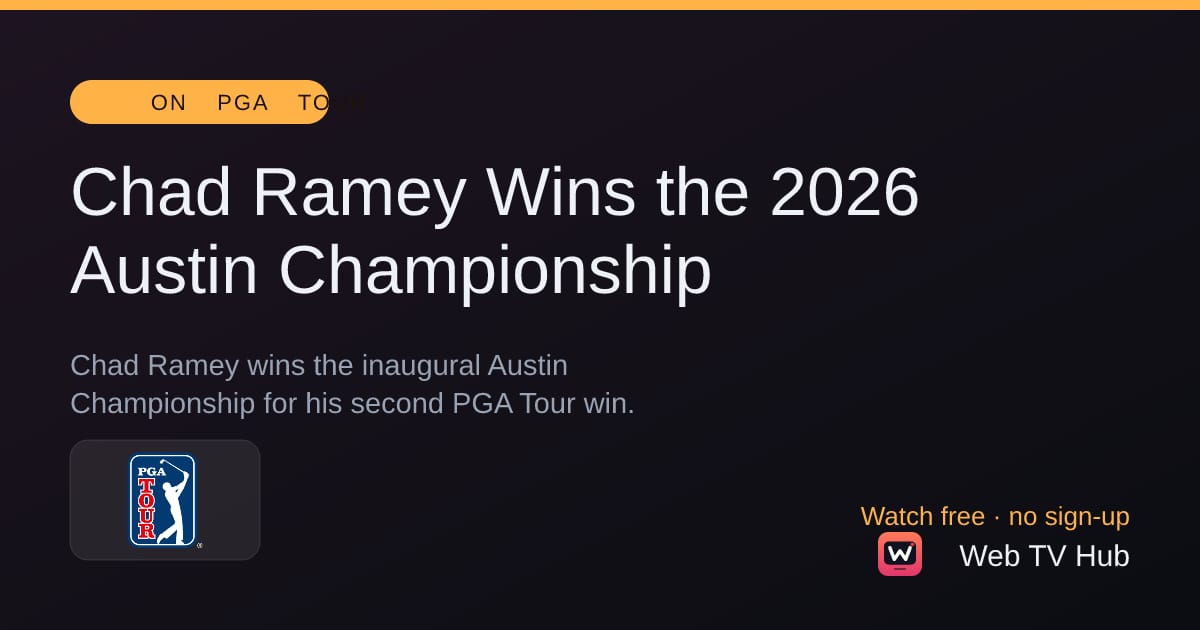 ON PGA TOUR
Chad Ramey Wins the 2026
Austin Championship
Chad Ramey wins the inaugural Austin
Championship for his second PGA Tour win.
PGA
TOUR
®
Watch free · no sign-up
W
Web TV Hub